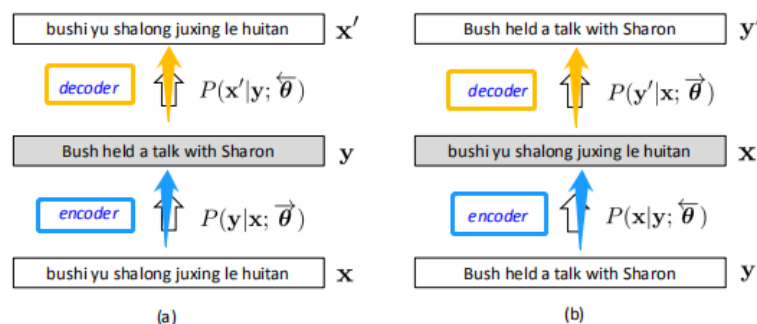 bushi yu shalong juxing le huitan x′
decoder P(x′|y; θ⃖)
Bush held a talk with Sharon y
encoder P(y|x; θ⃗)
bushi yu shalong juxing le huitan x
(a)
Bush held a talk with Sharon y′
decoder P(y′|x; θ⃗)
bushi yu shalong juxing le huitan x
encoder P(x|y; θ⃖)
Bush held a talk with Sharon y
(b)